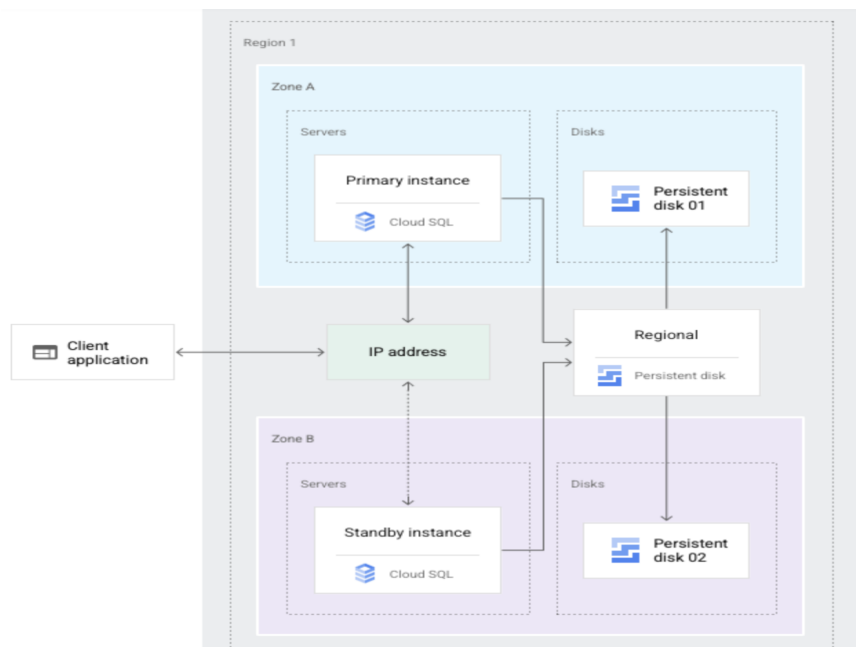 Region 1
Zone A
Servers
Disks
Primary instance
Cloud SQL
Persistent
disk 01
Client
application
IP address
Regional
Persistent disk
Zone B
Servers
Disks
Standby instance
Cloud SQL
Persistent
disk 02